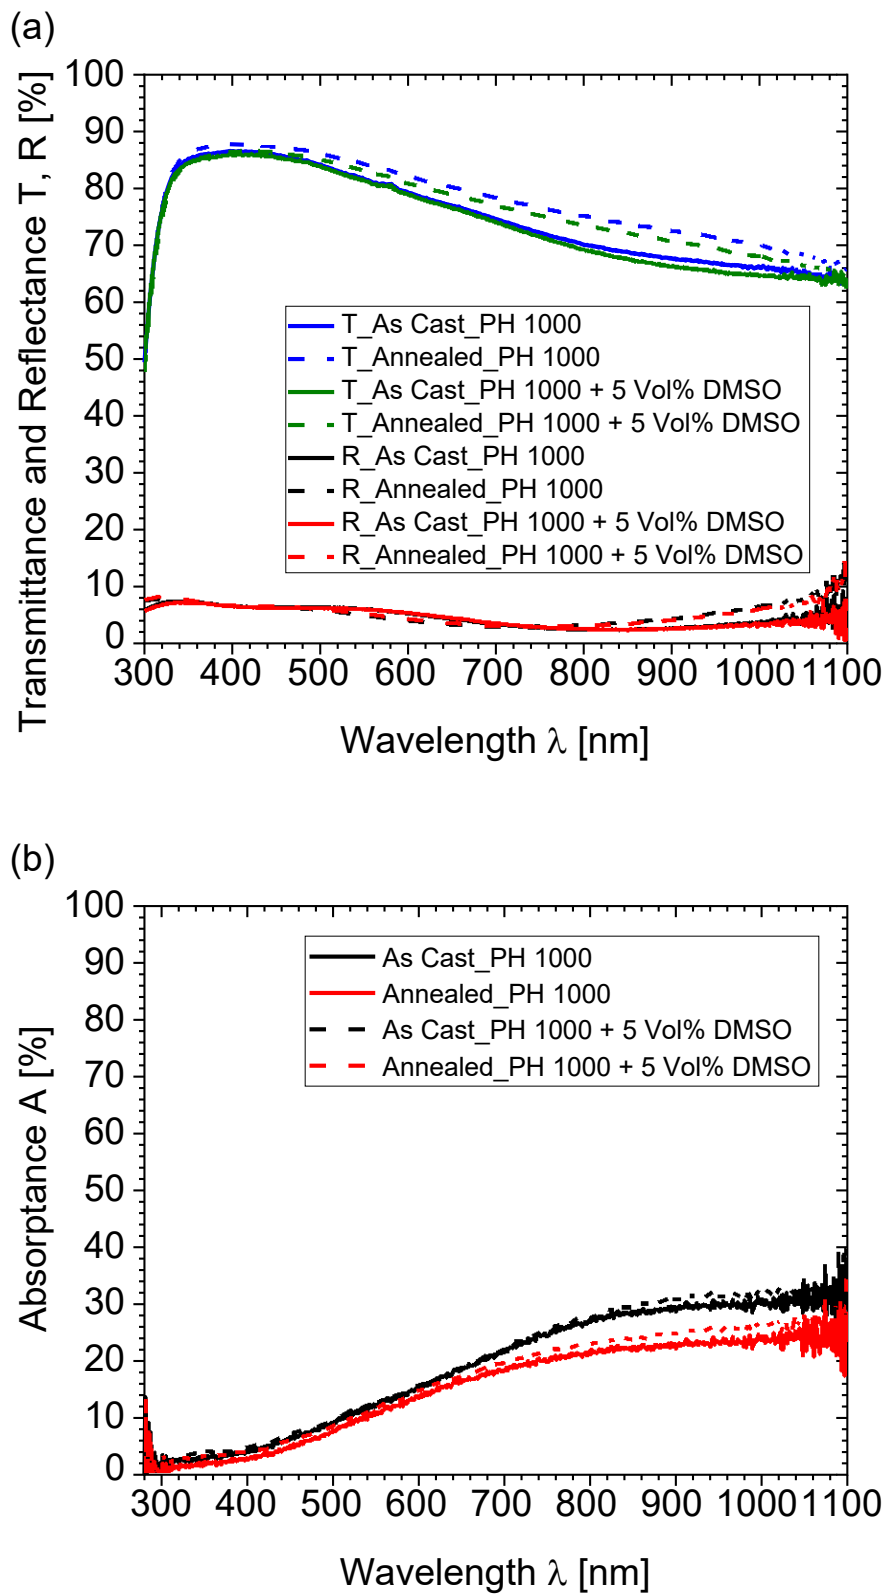 (a)
Transmittance and Reflectance T, R [%]
100
90
80
70
60
50
40
30
20
10
0
T_As Cast_PH 1000
T_Annealed_PH 1000
T_As Cast_PH 1000 + 5 Vol% DMSO
T_Annealed_PH 1000 + 5 Vol% DMSO
R_As Cast_PH 1000
R_Annealed_PH 1000
R_As Cast_PH 1000 + 5 Vol% DMSO
R_Annealed_PH 1000 + 5 Vol% DMSO
300 400 500 600 700 800 900 1000 1100
Wavelength λ [nm]
(b)
Absorptance A [%]
100
90
80
70
60
50
40
30
20
10
0
As Cast_PH 1000
Annealed_PH 1000
As Cast_PH 1000 + 5 Vol% DMSO
Annealed_PH 1000 + 5 Vol% DMSO
300 400 500 600 700 800 900 1000 1100
Wavelength λ [nm]